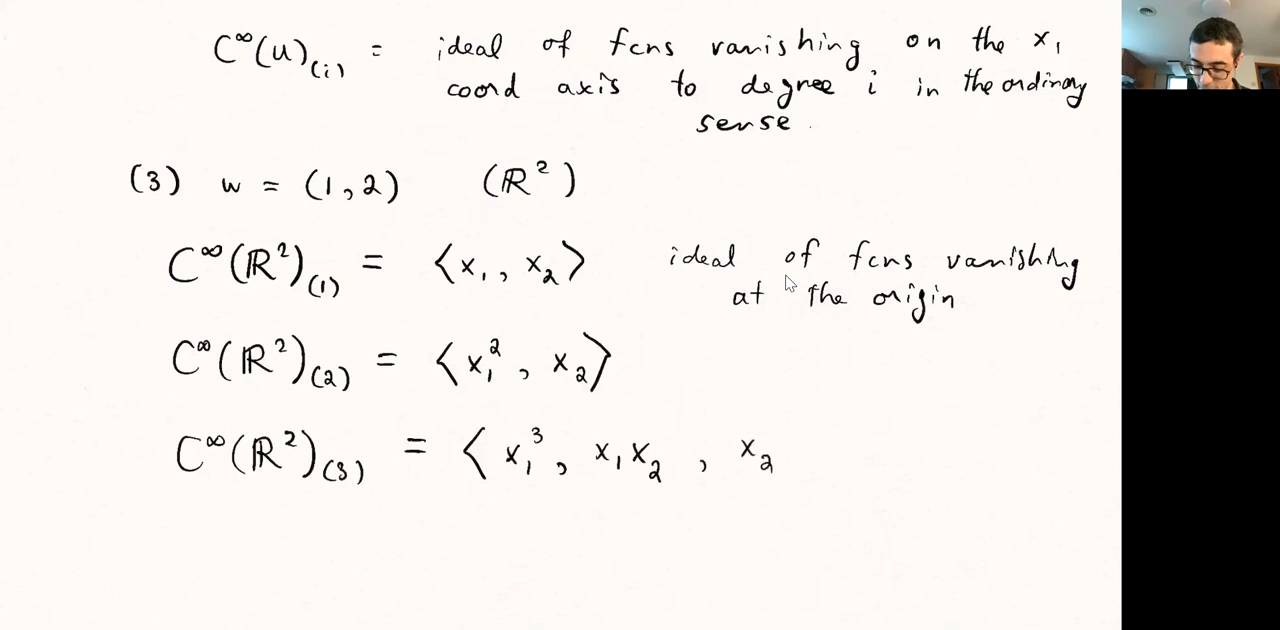 C^∞(U)_(i) = ideal of fcns vanishing on the x_1
coord axis to degree i in the ordinary
sense.
(3) w = (1,2) (ℝ^2)
C^∞(ℝ^2)_(1) = ⟨x_1, x_2⟩ ideal of fcns vanishing
at the origin
C^∞(ℝ^2)_(2) = ⟨x_1^2, x_2⟩
C^∞(ℝ^2)_(3) = ⟨x_1^3, x_1x_2, x_2